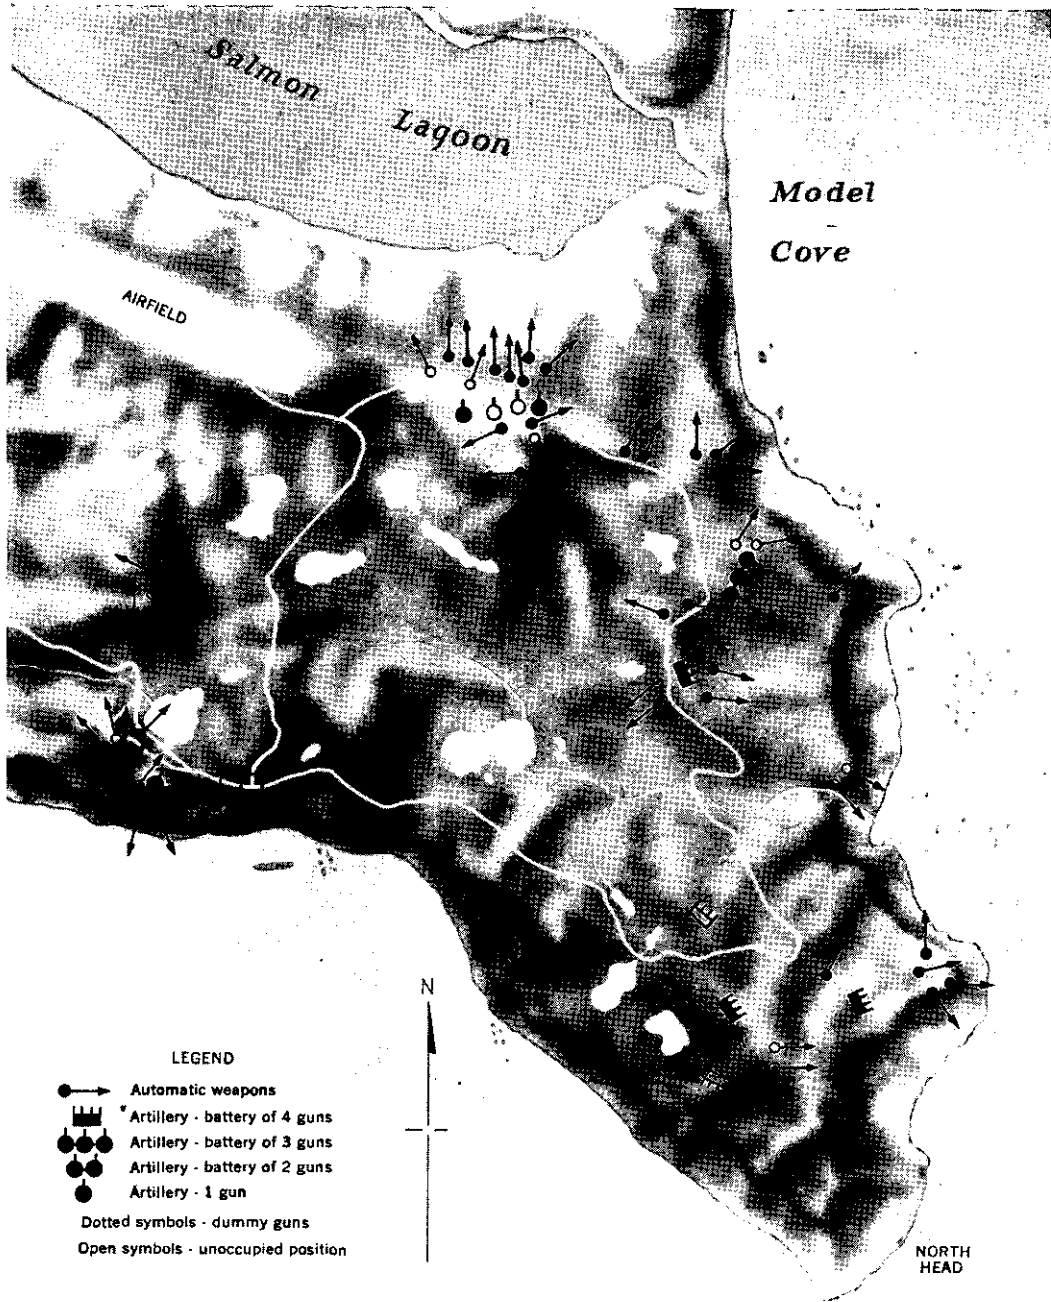 Salmon
Lagoon
Model
Cove
AIRFIELD
N
LEGEND
Automatic weapons
Artillery - battery of 4 guns
Artillery - battery of 3 guns
Artillery - battery of 2 guns
Artillery - 1 gun
Dotted symbols - dummy guns
Open symbols - unoccupied position
NORTH
HEAD